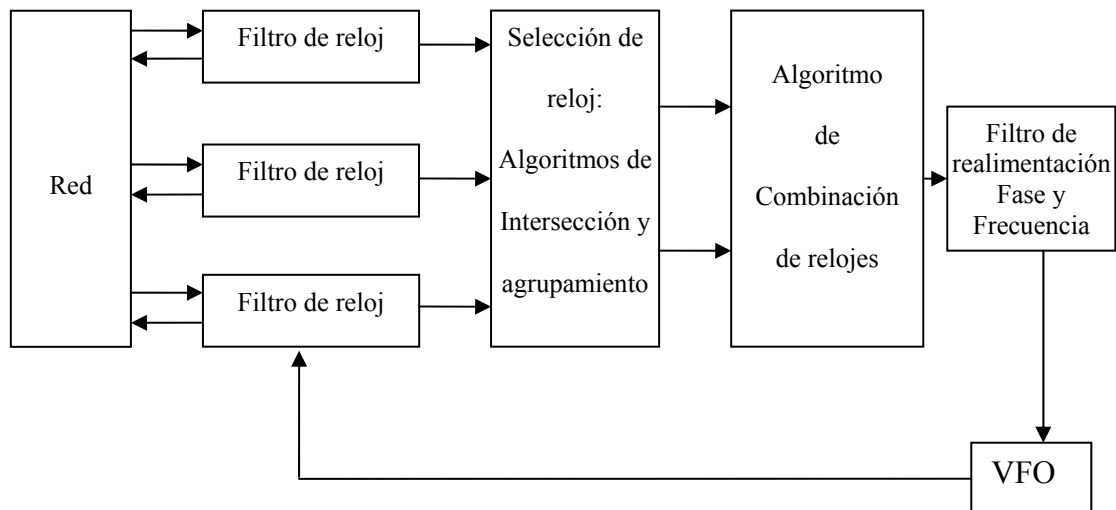 Red
Filtro de reloj
Filtro de reloj
Filtro de reloj
Selección de
reloj:
Algoritmos de
Intersección y
agrupamiento
Algoritmo
de
Combinación
de relojes
Filtro de
realimentación
Fase y
Frecuencia
VFO